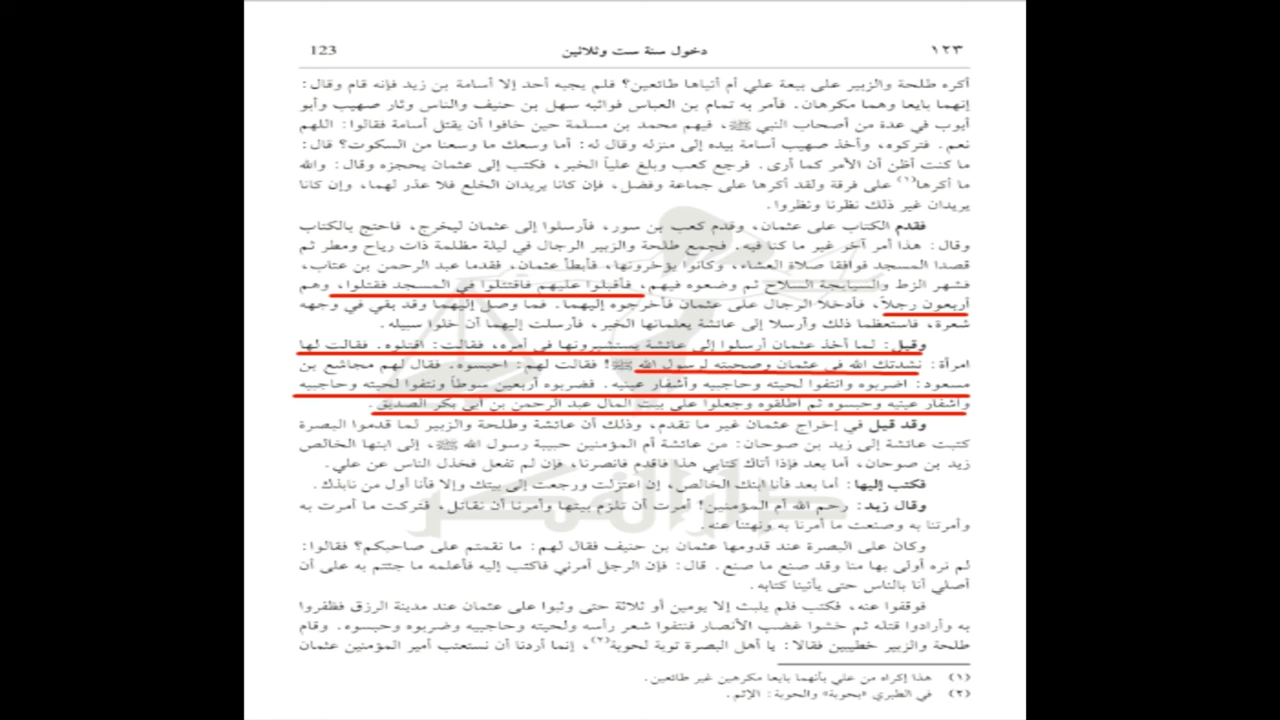 ١٢٣ دخول سنة ست وثلاثين 123
أكره طلحة والزبير على بيعة علي أم أتياها طائعين؟ فلم يجبه أحد إلا أسامة بن زيد فإنه قام وقال:
إنهما بايعا وهما مكرهان. فأمر به تمام بن العباس فواثبه سهل بن حنيف والناس وثار صهيب وأبو
أيوب في عدة من أصحاب النبي ﷺ، فيهم محمد بن مسلمة حين خافوا أن يقتل أسامة فقالوا: اللهم
نعم. فتركوه، وأخذ صهيب أسامة بيده إلى منزله وقال له: أما وسعك ما وسعنا من السكوت؟ قال:
ما كنت أظن أن الأمر كما أرى. فرجع كعب وبلغ علياً الخبر، فكتب إلى عثمان يحجزه وقال: والله
ما أكرها(١) على فرقة ولقد أكرها على جماعة وفضل، فإن كانا يريدان الخلع فلا عذر لهما، وإن كانا
يريدان غير ذلك نظرنا ونظروا.
فقدم الكتاب على عثمان، وقدم كعب بن سور، فأرسلوا إلى عثمان ليخرج، فاحتج بالكتاب
وقال: هذا أمر آخر غير ما كنا فيه. فجمع طلحة والزبير الرجال في ليلة مظلمة ذات رياح ومطر ثم
قصدا المسجد فوافقا صلاة العشاء، وكانوا يؤخرونها، فأبطأ عثمان، فقدما عبد الرحمن بن عتاب،
فشهر الزط والسيابجة السلاح ثم وضعوه فيهم، فأقبلوا عليهم فاقتتلوا في المسجد فقتلوا، وهم
أربعون رجلاً، فأدخلا الرجال على عثمان فأخرجوه إليهما. فما وصل إليهما وقد بقي في وجهه
شعرة، فاستعظما ذلك وأرسلا إلى عائشة يعلمانها الخبر، فأرسلت إليهما أن خلوا سبيله.
وقيل: لما أخذ عثمان أرسلوا إلى عائشة يستشيرونها في أمره، فقالت: اقتلوه. فقالت لها
امرأة: نشدتك الله في عثمان وصحبته لرسول الله ﷺ! فقالت لهم: احبسوه. فقال لهم مجاشع بن
مسعود: اضربوه وانتفوا لحيته وحاجبيه وأشفار عينيه. فضربوه أربعين سوطاً ونتفوا لحيته وحاجبيه
وأشفار عينيه وحبسوه ثم أطلقوه وجعلوا على بيت المال عبد الرحمن بن أبي بكر الصديق.
وقد قيل في إخراج عثمان غير ما تقدم، وذلك أن عائشة وطلحة والزبير لما قدموا البصرة
كتبت عائشة إلى زيد بن صوحان: من عائشة أم المؤمنين حبيبة رسول الله ﷺ، إلى ابنها الخالص
زيد بن صوحان، أما بعد فإذا أتاك كتابي هذا فاقدم فانصرنا، فإن لم تفعل فخذل الناس عن علي.
فكتب إليها: أما بعد فأنا ابنك الخالص، إن اعتزلت ورجعت إلى بيتك وإلا فأنا أول من نابذك.
وقال زيد: رحم الله أم المؤمنين! أمرت أن تلزم بيتها وأمرنا أن نقاتل، فتركت ما أمرت به
وأمرتنا به وصنعت ما أمرنا به ونهتنا عنه.
وكان على البصرة عند قدومها عثمان بن حنيف فقال لهم: ما نقمتم على صاحبكم؟ فقالوا:
لم نره أولى بها منا وقد صنع ما صنع. قال: فإن الرجل أمرني فاكتب إليه فأعلمه ما جئتم به على أن
أصلي أنا بالناس حتى يأتينا كتابه.
فوقفوا عنه، فكتب فلم يلبث إلا يومين أو ثلاثة حتى وثبوا على عثمان عند مدينة الرزق فظفروا
به وأرادوا قتله ثم خشوا غضب الأنصار فنتفوا شعر رأسه ولحيته وحاجبيه وضربوه وحبسوه. وقام
طلحة والزبير خطيبين فقالا: يا أهل البصرة توبة لحوبة(٢)، إنما أردنا أن نستعتب أمير المؤمنين عثمان
(١) هذا إكراه من علي بأنهما بايعا مكرهين غير طائعين.
(٢) في الطبري «بحوبة» والحوبة: الإثم.
دار الفكر